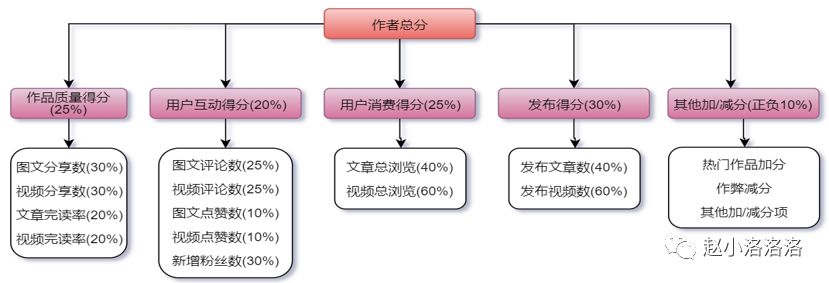 作者总分
作品质量得分
(25%)
用户互动得分(20%)
用户消费得分(25%)
发布得分(30%)
其他加/减分(正负10%)
图文分享数(30%)
视频分享数(30%)
文章完读率(20%)
视频完读率(20%)
图文评论数(25%)
视频评论数(25%)
图文点赞数(10%)
视频点赞数(10%)
新增粉丝数(30%)
文章总浏览(40%)
视频总浏览(60%)
发布文章数(40%)
发布视频数(60%)
热门作品加分
作弊减分
其他加/减分项
赵小洛洛洛